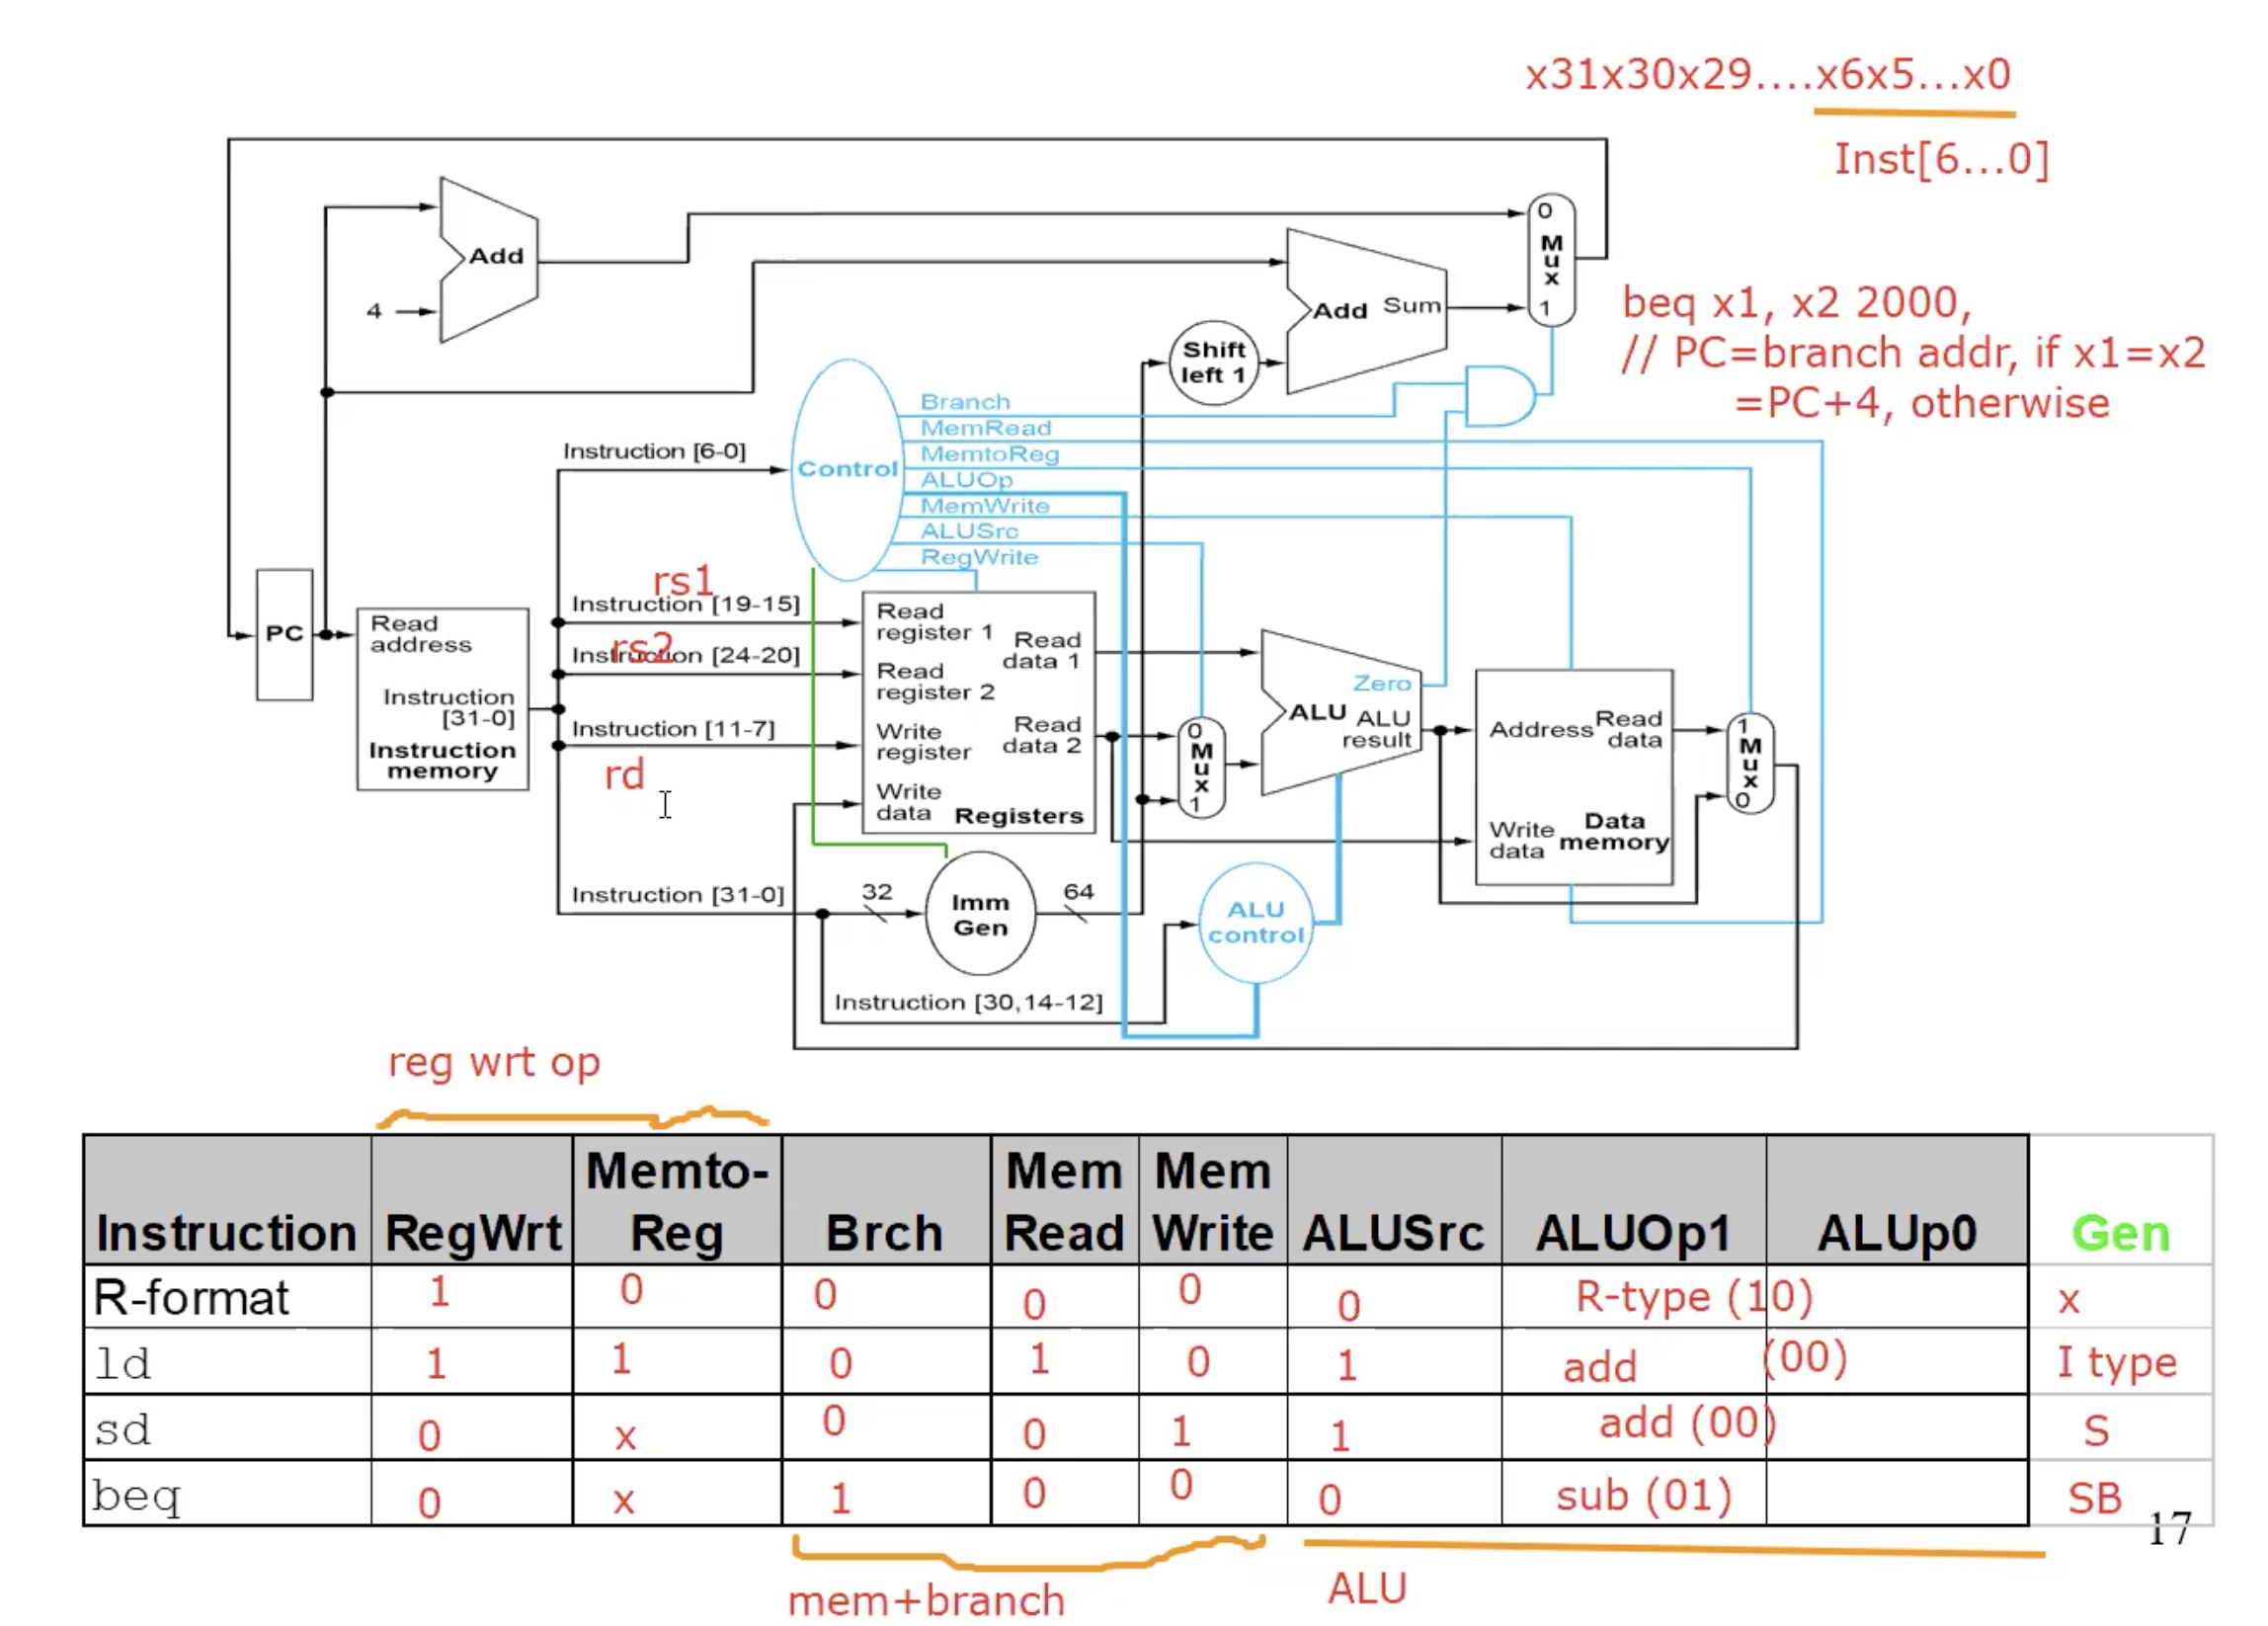 x31x30x29....x6x5...x0
Inst[6...0]
0
Mux
1
Add
4
Add Sum
Shift
left 1
beq x1, x2 2000,
// PC=branch addr, if x1=x2
=PC+4, otherwise
Branch
MemRead
MemtoReg
ALUOp
MemWrite
ALUSrc
RegWrite
Control
Instruction [6-0]
rs1
Instruction [19-15]
rs2
Instruction [24-20]
Instruction [11-7]
rd
PC
Read
address
Instruction
[31-0]
Instruction
memory
Read
register 1
Read
data 1
Read
register 2
Write
register
Read
data 2
Write
data
Registers
0
Mux
1
Zero
ALU
ALU
result
Address
Read
data
Write
data
Data
memory
1
Mux
0
Instruction [31-0]
32
Imm
Gen
64
ALU
control
Instruction [30,14-12]
reg wrt op
Instruction RegWrt Memto-Reg Brch Mem Read Mem Write ALUSrc ALUOp1 ALUp0 Gen
R-format 1 0 0 0 0 0 R-type (10) x
ld 1 1 0 1 0 1 add (00) I type
sd 0 x 0 0 1 1 add (00) S
beq 0 x 1 0 0 0 sub (01) SB
17
mem+branch
ALU